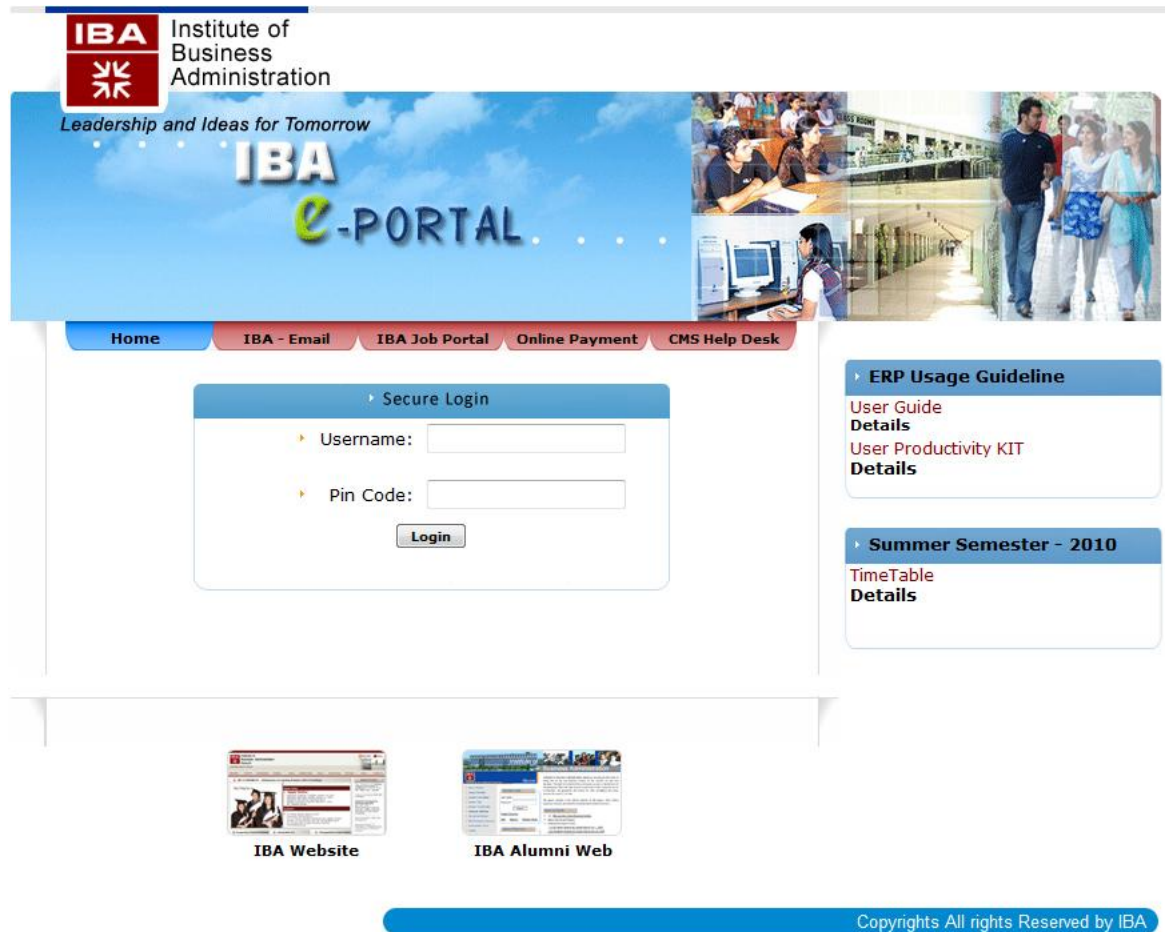 IBA
Institute of
Business
Administration
Leadership and Ideas for Tomorrow
IBA
e-PORTAL
CLASS ROOMS
Home
IBA - Email
IBA Job Portal
Online Payment
CMS Help Desk
Secure Login
Username:
Pin Code:
Login
ERP Usage Guideline
User Guide
Details
User Productivity KIT
Details
Summer Semester - 2010
TimeTable
Details
IBA Website
IBA Alumni Web
Copyrights All rights Reserved by IBA